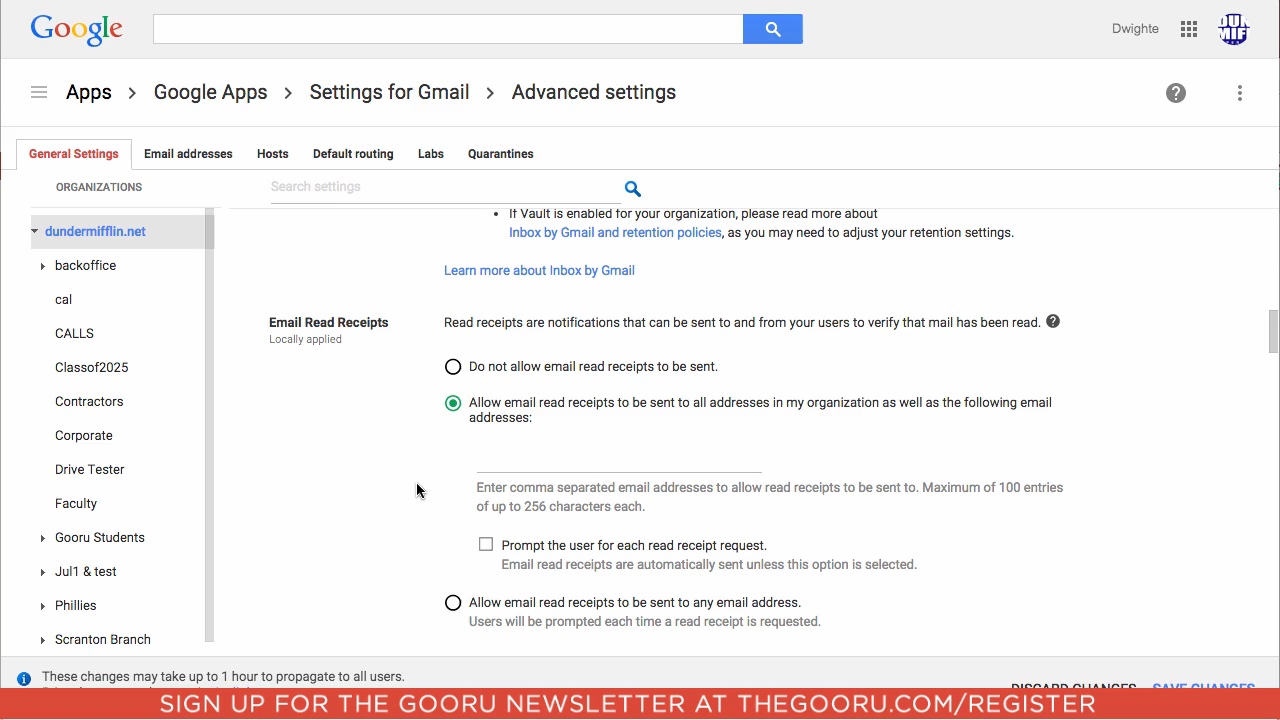 Google
Dwighte
Apps > Google Apps > Settings for Gmail > Advanced settings
General Settings Email addresses Hosts Default routing Labs Quarantines
ORGANIZATIONS
Search settings
dundermifflin.net
backoffice
cal
CALLS
Classof2025
Contractors
Corporate
Drive Tester
Faculty
Gooru Students
Jul1 & test
Phillies
Scranton Branch
• If Vault is enabled for your organization, please read more about
Inbox by Gmail and retention policies, as you may need to adjust your retention settings.
Learn more about Inbox by Gmail
Email Read Receipts
Locally applied
Read receipts are notifications that can be sent to and from your users to verify that mail has been read.
Do not allow email read receipts to be sent.
Allow email read receipts to be sent to all addresses in my organization as well as the following email
addresses:
Enter comma separated email addresses to allow read receipts to be sent to. Maximum of 100 entries
of up to 256 characters each.
Prompt the user for each read receipt request.
Email read receipts are automatically sent unless this option is selected.
Allow email read receipts to be sent to any email address.
Users will be prompted each time a read receipt is requested.
These changes may take up to 1 hour to propagate to all users.
DISCARD CHANGES SAVE CHANGES
SIGN UP FOR THE GOORU NEWSLETTER AT THEGOORU.COM/REGISTER